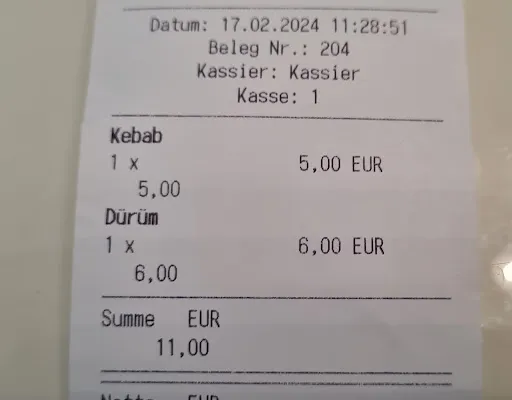 Datum: 17.02.2024 11:28:51
Beleg Nr.: 204
Kassier: Kassier
Kasse: 1
Kebab
1 x 5,00 EUR
5,00
Dürüm
1 x 6,00 EUR
6,00
Summe EUR
11,00